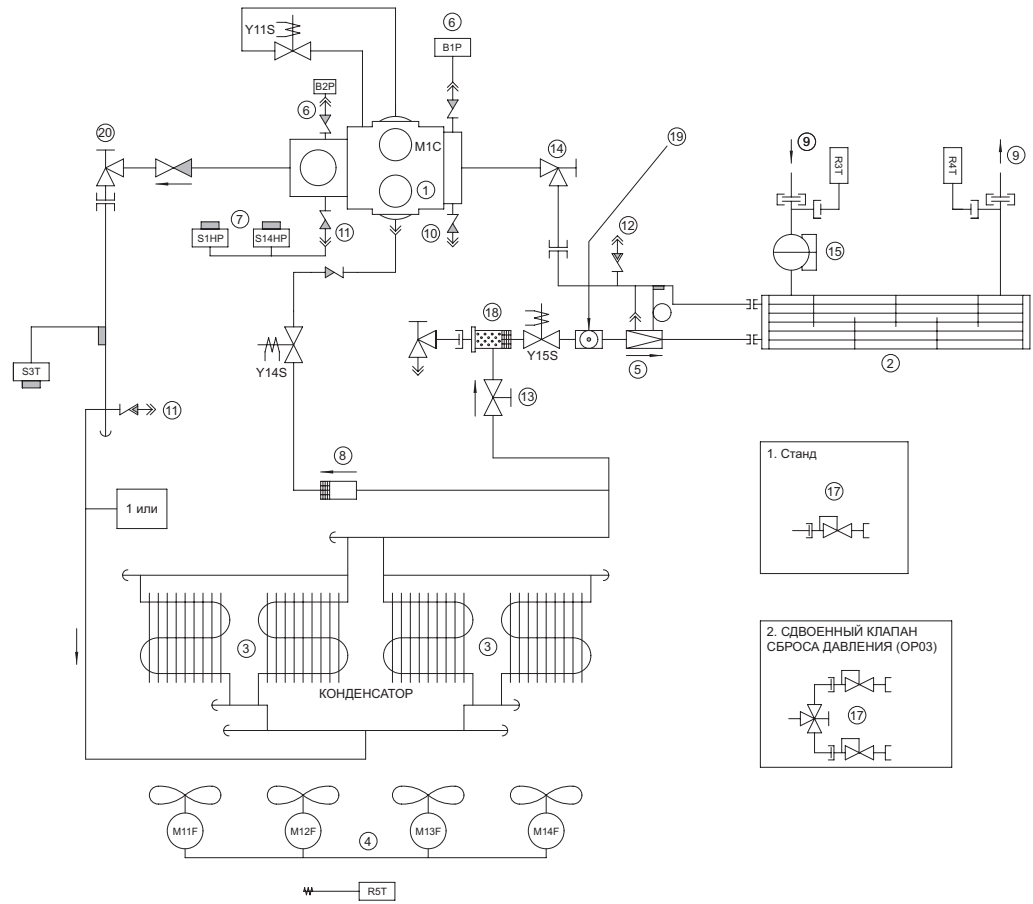 Y11S
6
B1P
B2P
6
20
M1C
14
19
9
R3T
R4T
9
1
7
S1HP
S14HP
11
10
12
15
18
Y15S
5
2
S3T
Y14S
13
11
8
1. Станд
17
1 или
3
3
КОНДЕНСАТОР
2. СДВОЕННЫЙ КЛАПАН
СБРОСА ДАВЛЕНИЯ (OP03)
17
M11F
M12F
M13F
M14F
4
R5T